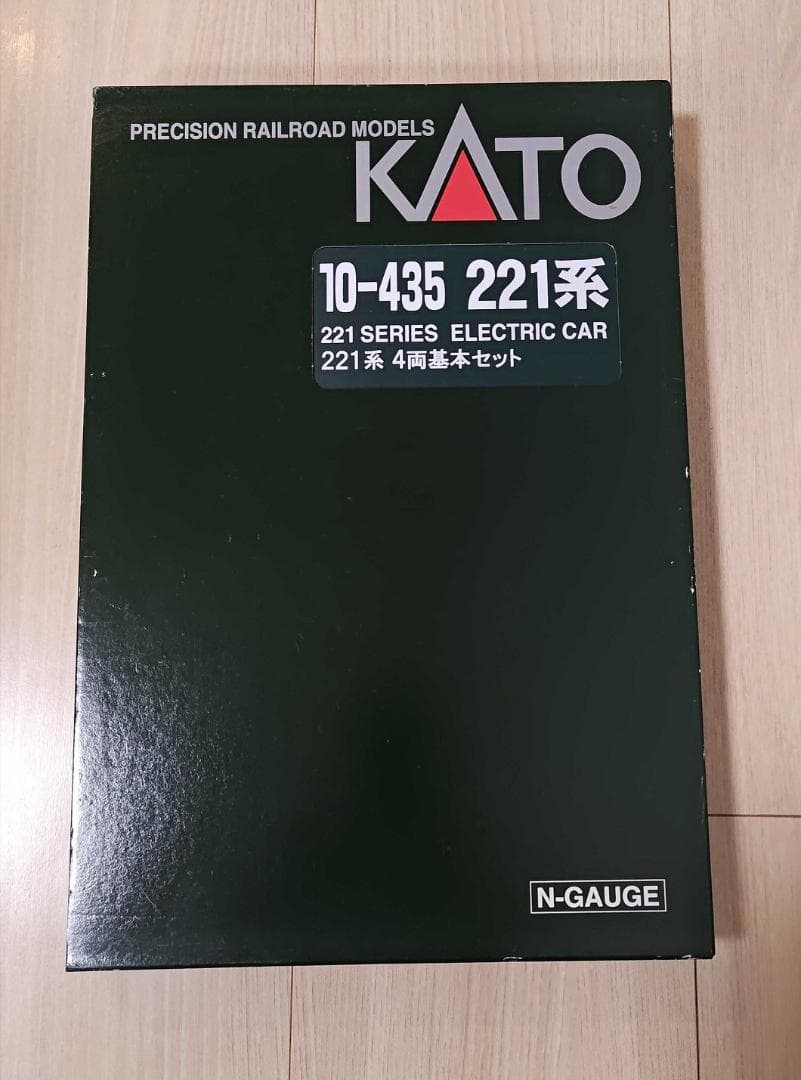 PRECISION RAILROAD MODELS
KATO
10-435 221系
221 SERIES ELECTRIC CAR
221系 4両基本セット
N-GAUGE